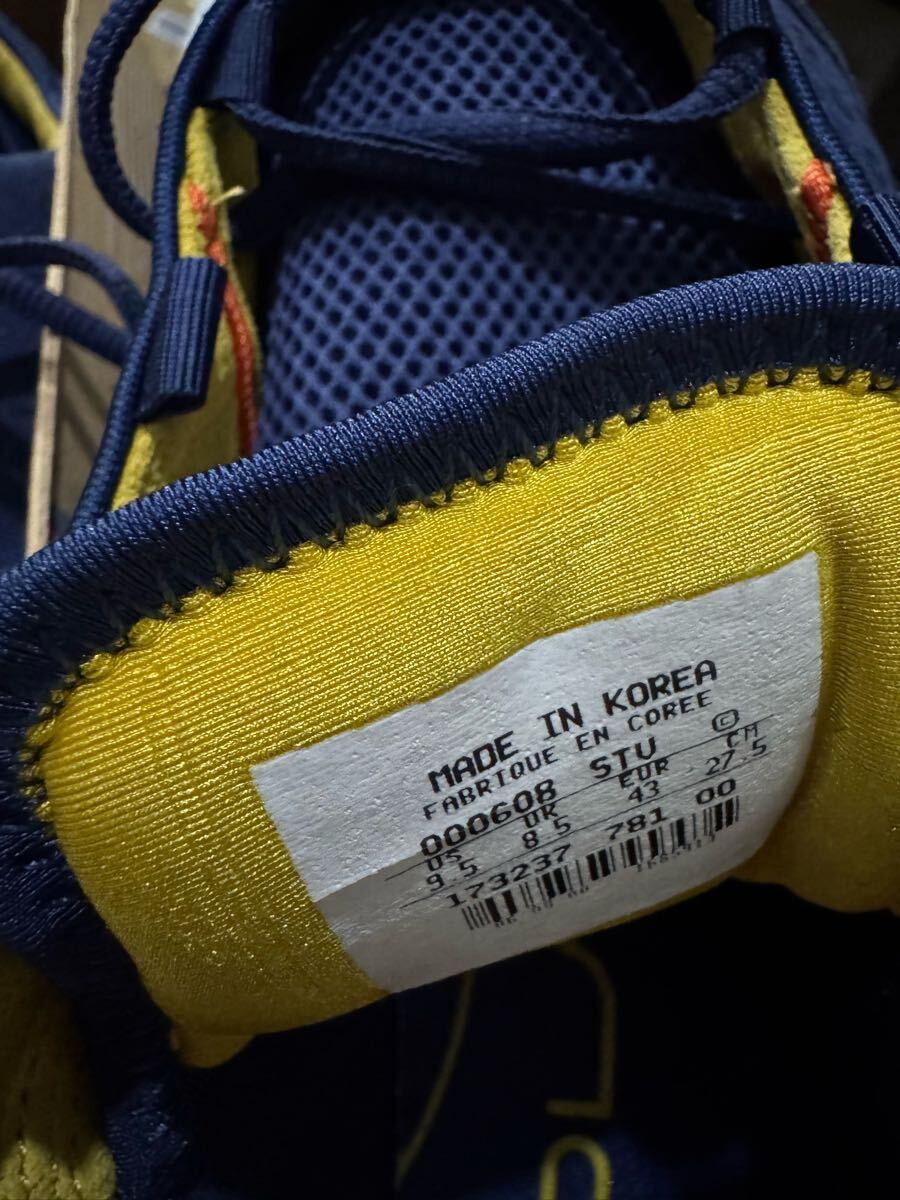 MADE IN KOREA
FABRIQUE EN COREE
000608 STU ©
US UK EUR CM
9 5 8 5 43 27.5
173237 781 00